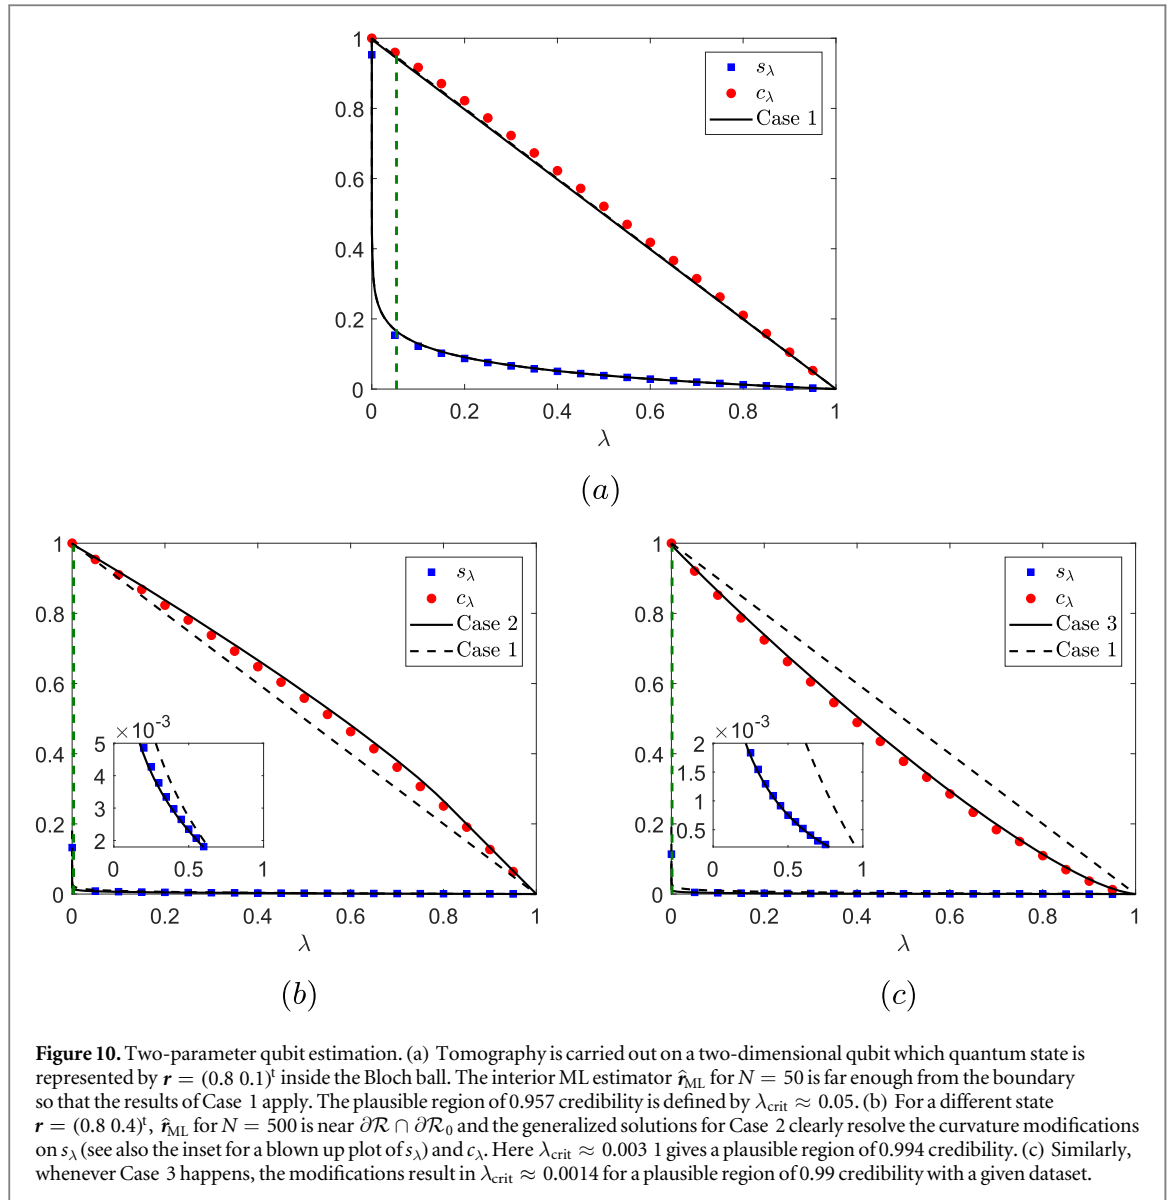 1
0.8
0.6
0.4
0.2
0
0 0.2 0.4 0.6 0.8 1
λ
s_λ
c_λ
Case 1
(a)
1
0.8
0.6
0.4
0.2
0
0 0.2 0.4 0.6 0.8 1
λ
s_λ
c_λ
Case 2
Case 1
×10⁻³
5
4
3
2
0 0.5 1
(b)
1
0.8
0.6
0.4
0.2
0
0 0.2 0.4 0.6 0.8 1
λ
s_λ
c_λ
Case 3
Case 1
×10⁻³
2
1.5
1
0.5
0 0.5 1
(c)
Figure 10. Two-parameter qubit estimation. (a) Tomography is carried out on a two-dimensional qubit which quantum state is
represented by r = (0.8 0.1)ᵗ inside the Bloch ball. The interior ML estimator r̂_ML for N = 50 is far enough from the boundary
so that the results of Case 1 apply. The plausible region of 0.957 credibility is defined by λ_crit ≈ 0.05. (b) For a different state
r = (0.8 0.4)ᵗ, r̂_ML for N = 500 is near ∂R ∩ ∂R₀ and the generalized solutions for Case 2 clearly resolve the curvature modifications
on s_λ (see also the inset for a blown up plot of s_λ) and c_λ. Here λ_crit ≈ 0.003 1 gives a plausible region of 0.994 credibility. (c) Similarly,
whenever Case 3 happens, the modifications result in λ_crit ≈ 0.0014 for a plausible region of 0.99 credibility with a given dataset.